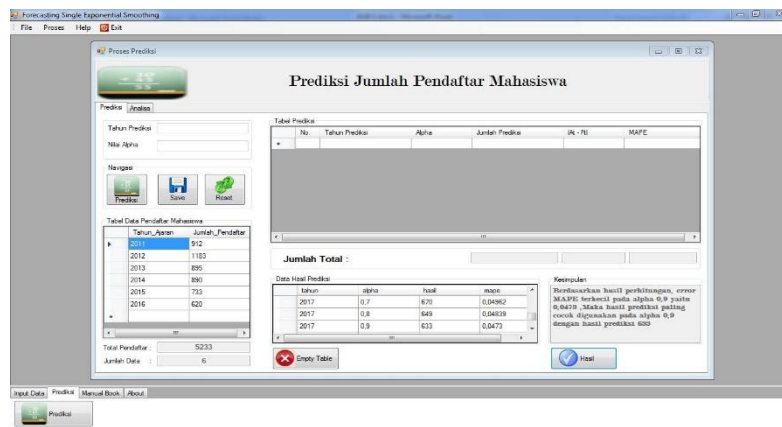 Forecasting Single Exponential Smoothing
File Proses Help Exit
Proses Prediksi
Prediksi Jumlah Pendaftar Mahasiswa
Prediksi Analisa
Tahun Prediksi
Nilai Alpha
Navigasi
Prediksi Save Reset
Tabel Data Pendaftar Mahasiswa
Tahun_Ajaran Jumlah_Pendaftar
2011 912
2012 1183
2013 895
2014 890
2015 733
2016 620
Total Pendaftar : 5233
Jumlah Data : 6
Tabel Prediksi
No. Tahun Prediksi Alpha Jumlah Prediksi |At - Ft| MAPE
Jumlah Total :
Data Hasil Prediksi
tahun alpha hasil mape
2017 0,7 670 0,04962
2017 0,8 649 0,04839
2017 0,9 633 0,0473
Empty Table
Kesimpulan
Berdasarkan hasil perhitungan, error
MAPE terkecil pada alpha 0,9 yaitu
0,0473 ,Maka hasil prediksi paling
cocok digunakan pada alpha 0,9
dengan hasil prediksi 633
Hasil
Input Data Prediksi Manual Book About
Prediksi